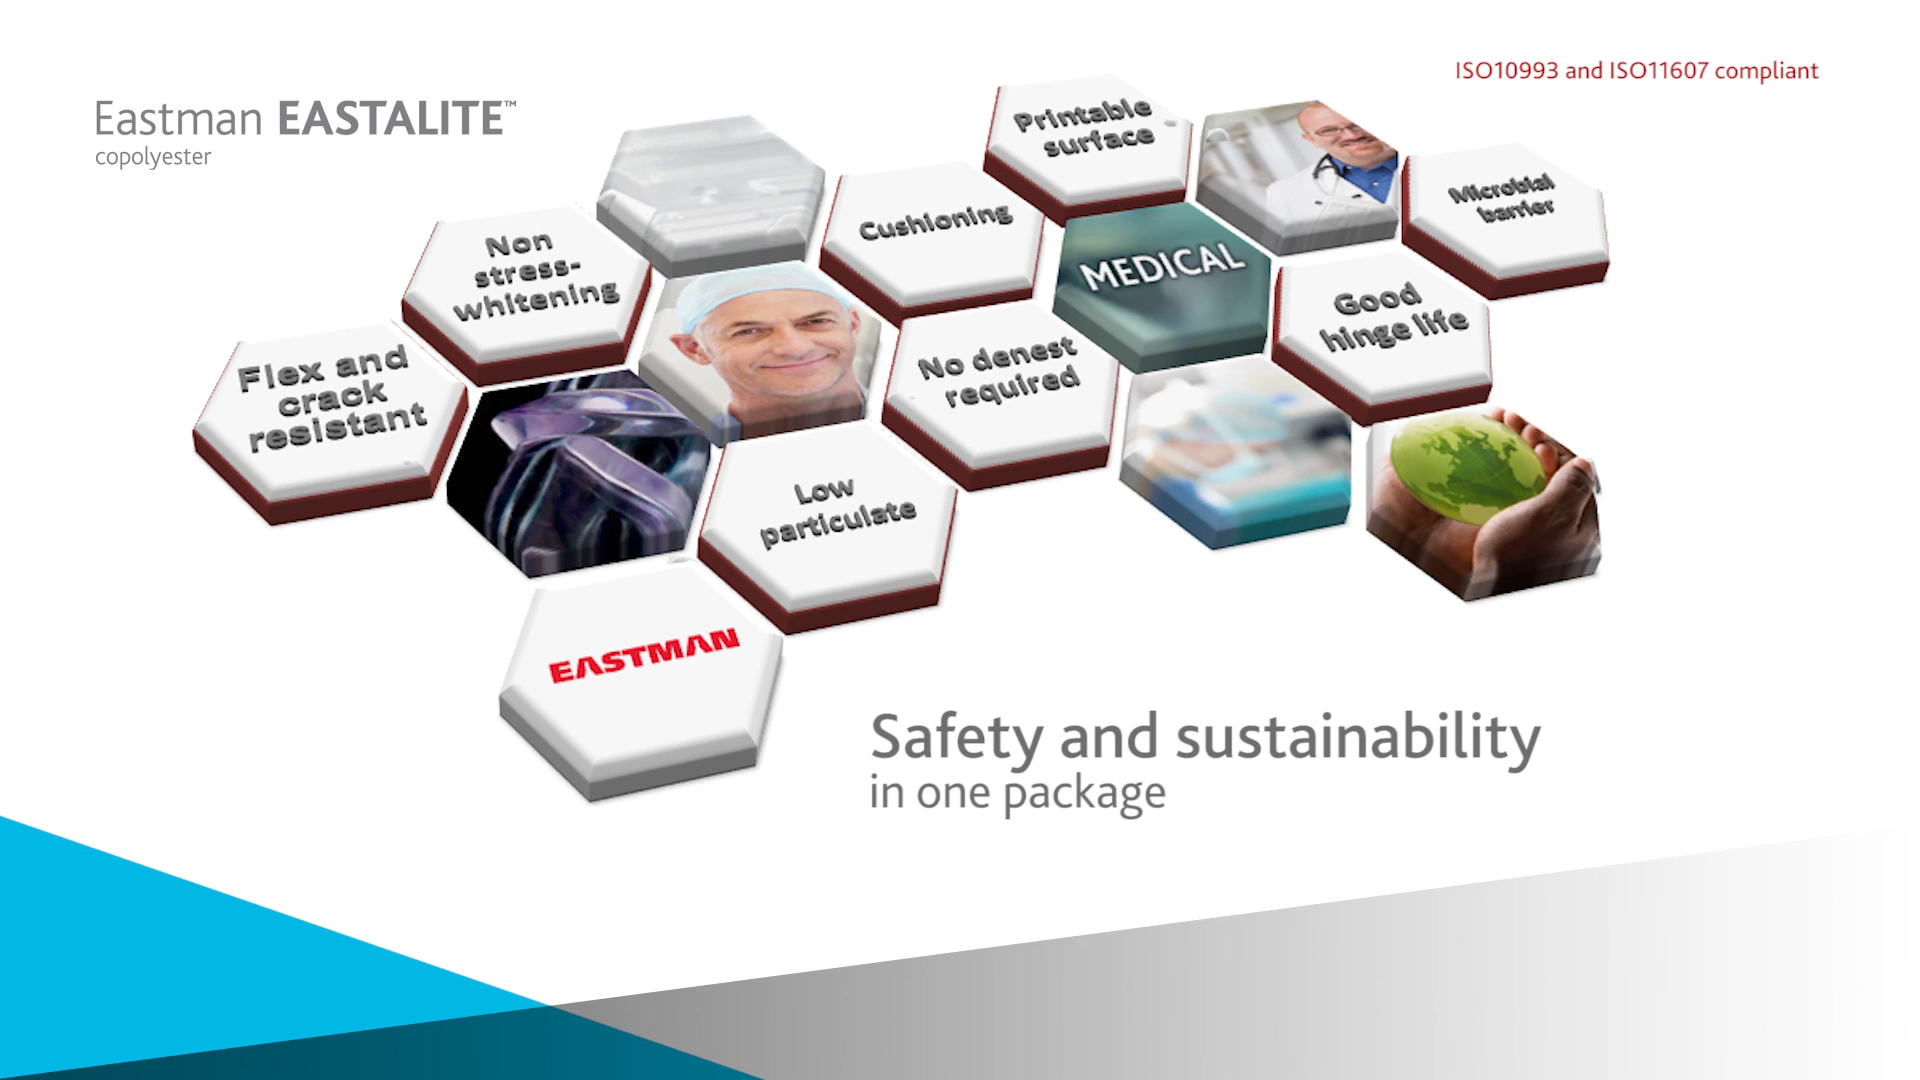 ISO10993 and ISO11607 compliant
Eastman EASTALITE™
copolyester
Printable
surface
Microbial
barrier
Cushioning
Non
stress-
whitening
MEDICAL
Good
hinge life
Flex and
crack
resistant
No denest
required
Low
particulate
EASTMAN
Safety and sustainability
in one package